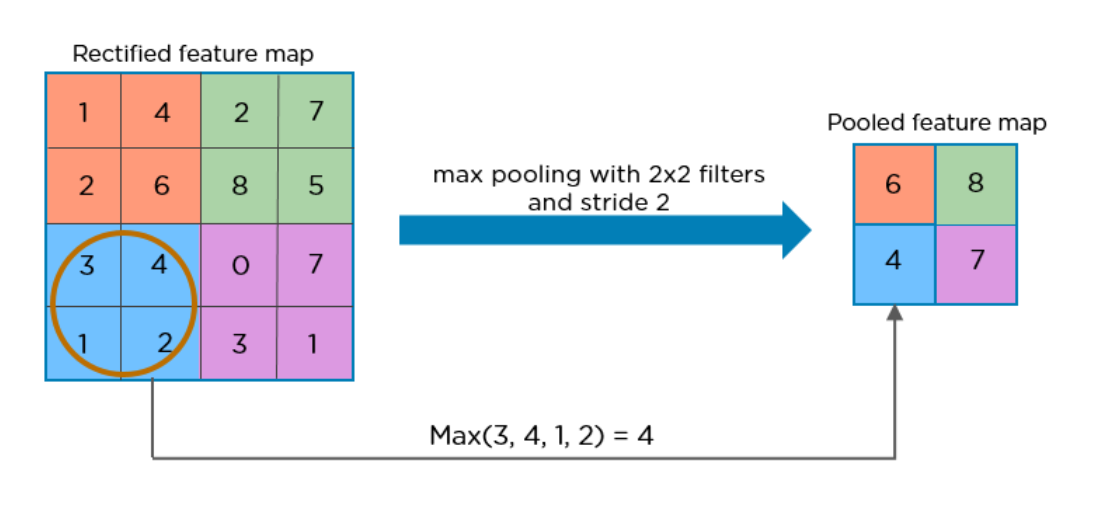 Rectified feature map
1 4 2 7
2 6 8 5
3 4 0 7
1 2 3 1
max pooling with 2x2 filters
and stride 2
Pooled feature map
6 8
4 7
Max(3, 4, 1, 2) = 4